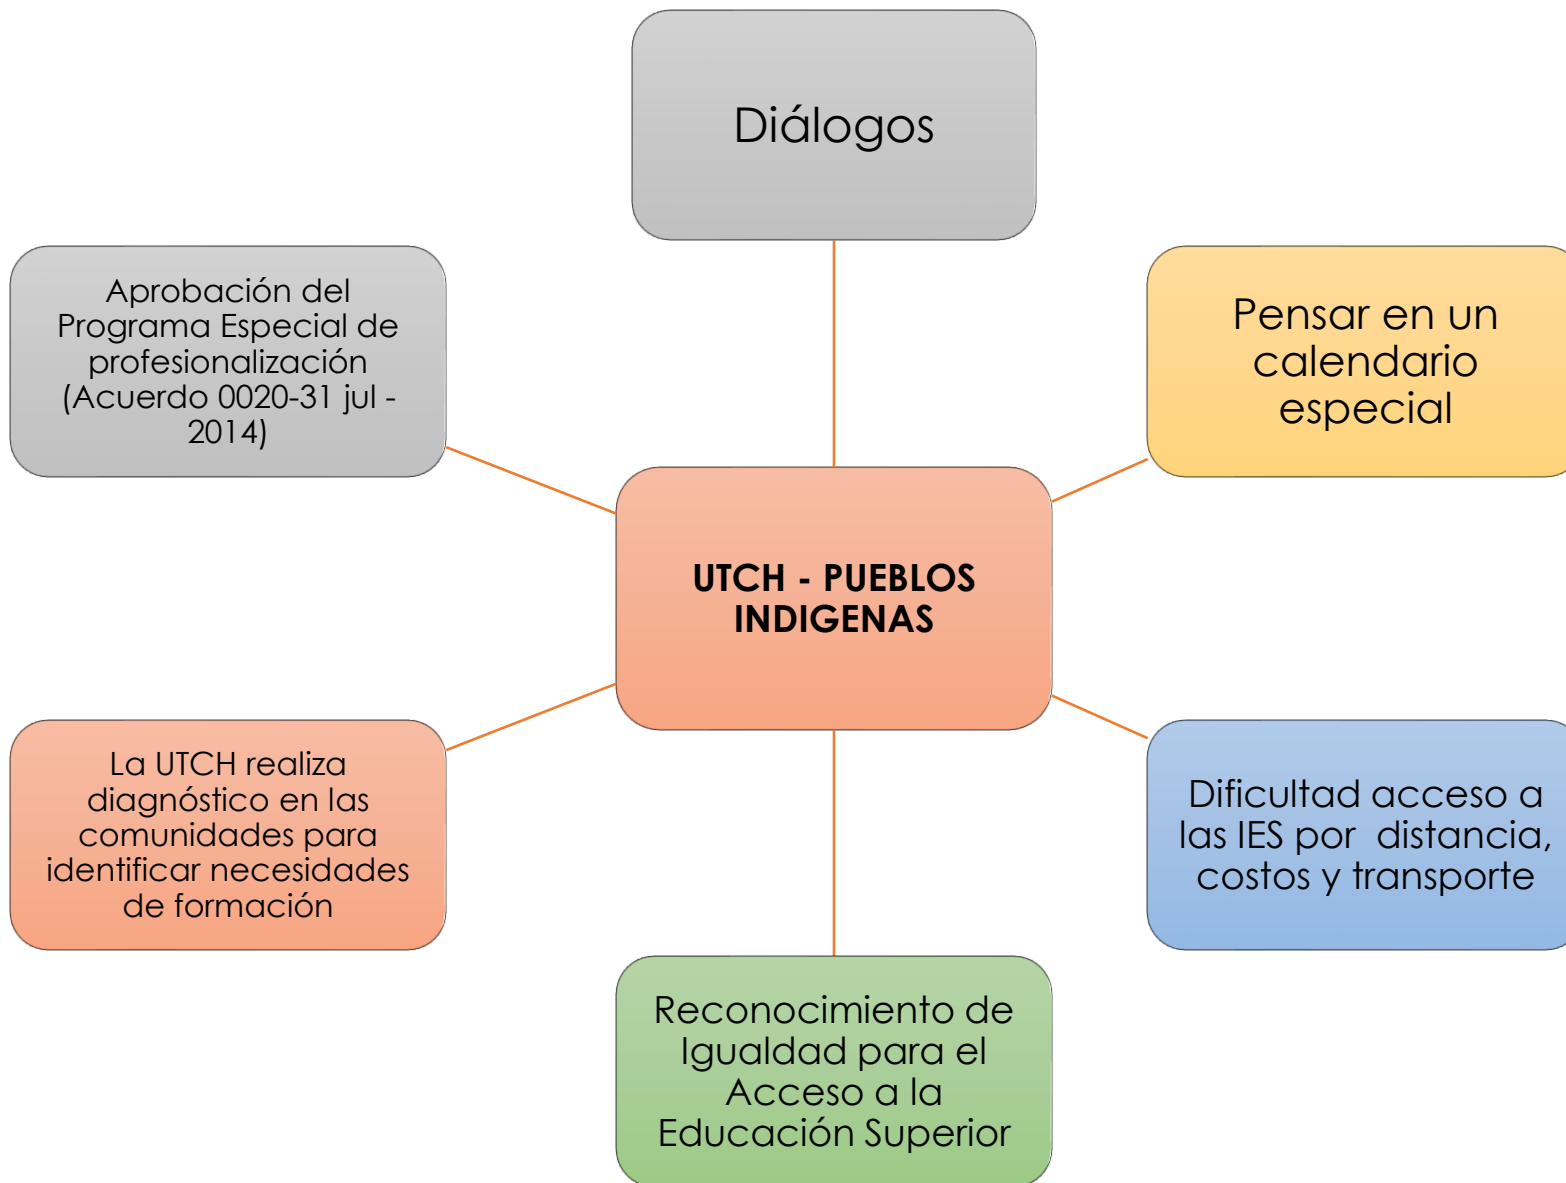 Diálogos
Aprobación del
Programa Especial de
profesionalización
(Acuerdo 0020-31 jul -
2014)
Pensar en un
calendario
especial
UTCH - PUEBLOS
INDIGENAS
La UTCH realiza
diagnóstico en las
comunidades para
identificar necesidades
de formación
Dificultad acceso a
las IES por  distancia,
costos y transporte
Reconocimiento de
Igualdad para el
Acceso a la
Educación Superior